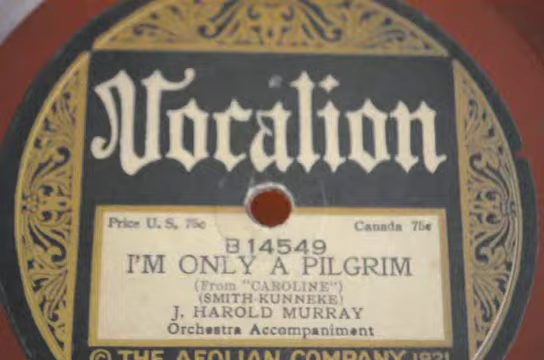 Vocalion
Price U. S. 75c Canada 75c
B 14549
I'M ONLY A PILGRIM
(From "CAROLINE")
(SMITH-KUNNEKE)
J. HAROLD MURRAY
Orchestra Accompaniment
© THE AEOLIAN COMPANY 1921